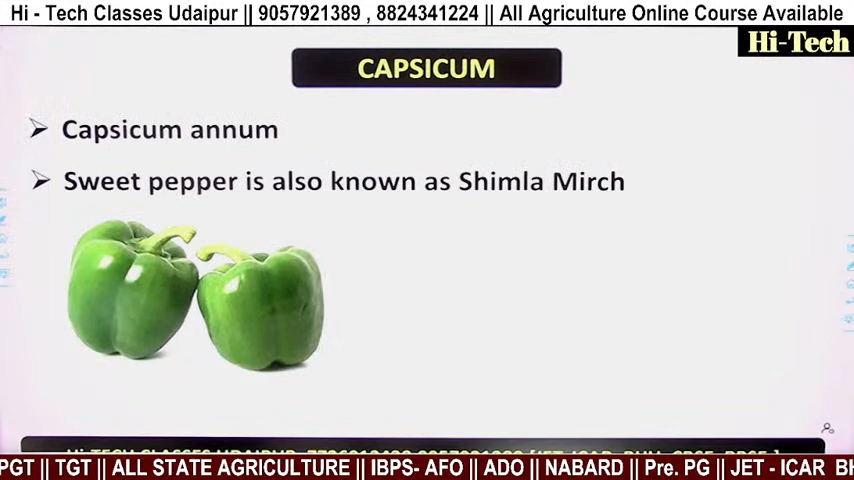 Hi - Tech Classes Udaipur || 9057921389 , 8824341224 || All Agriculture Online Course Available
Hi-Tech
CAPSICUM
➢ Capsicum annum
➢ Sweet pepper is also known as Shimla Mirch
PGT || TGT || ALL STATE AGRICULTURE || IBPS- AFO || ADO || NABARD || Pre. PG || JET - ICAR BH